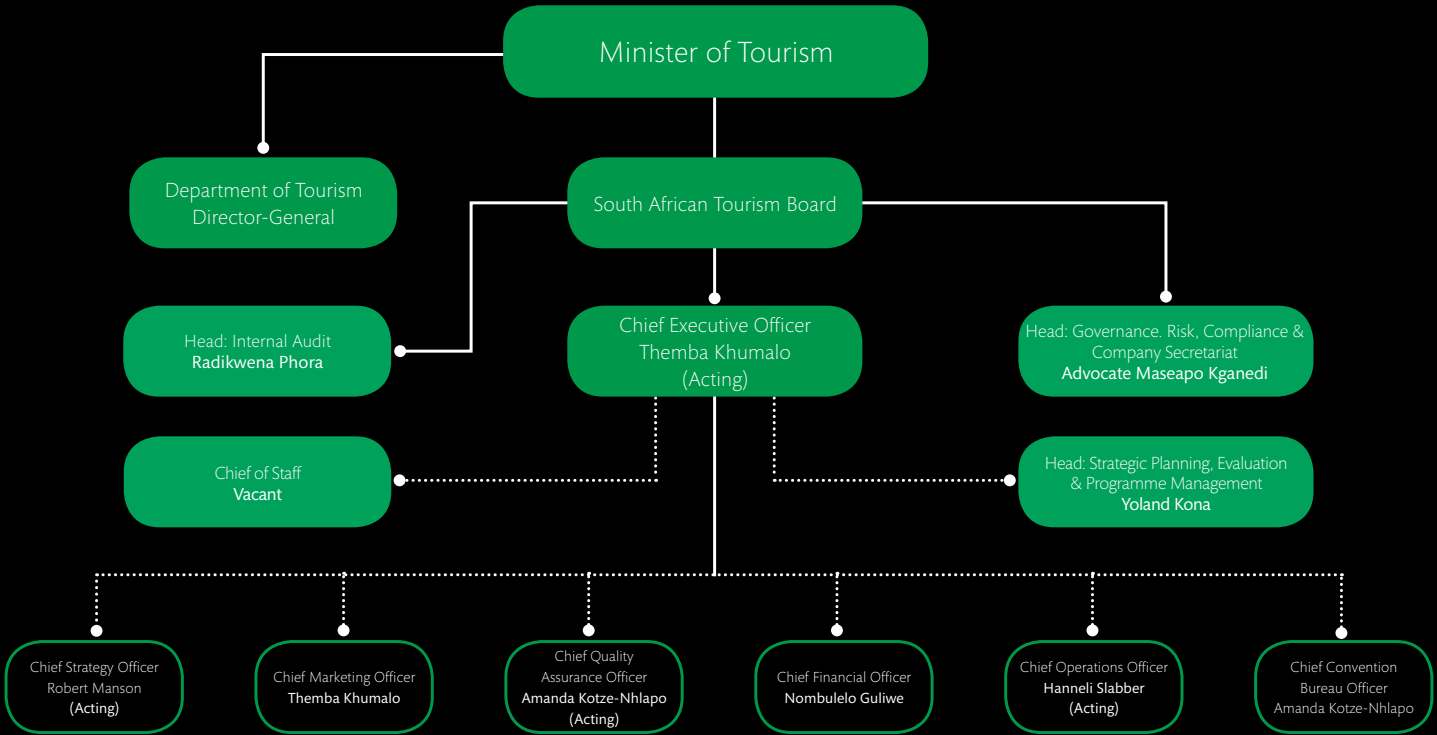 Minister of Tourism
Department of Tourism
Director-General
South African Tourism Board
Head: Internal Audit
Radikwena Phora
Chief Executive Officer
Themba Khumalo
(Acting)
Head: Governance. Risk, Compliance &
Company Secretariat
Advocate Maseapo Kganedi
Chief of Staff
Vacant
Head: Strategic Planning, Evaluation
& Programme Management
Yoland Kona
Chief Strategy Officer
Robert Manson
(Acting)
Chief Marketing Officer
Themba Khumalo
Chief Quality
Assurance Officer
Amanda Kotze-Nhlapo
(Acting)
Chief Financial Officer
Nombulelo Guliwe
Chief Operations Officer
Hanneli Slabber
(Acting)
Chief Convention
Bureau Officer
Amanda Kotze-Nhlapo